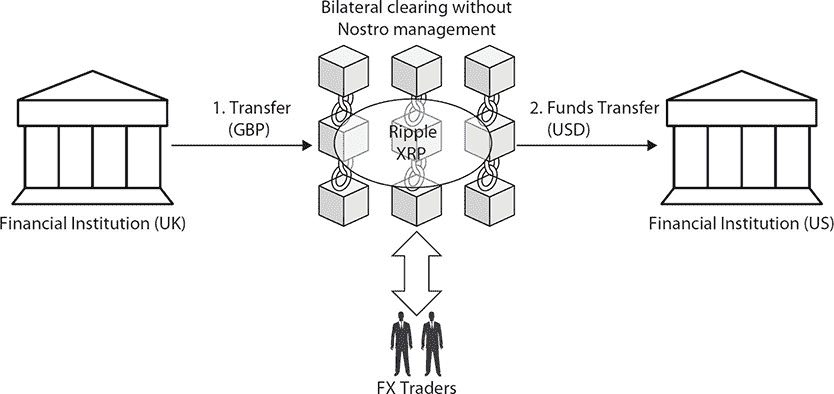 Bilateral clearing without
Nostro management
1. Transfer
(GBP)
Ripple
XRP
2. Funds Transfer
(USD)
Financial Institution (UK)
Financial Institution (US)
FX Traders